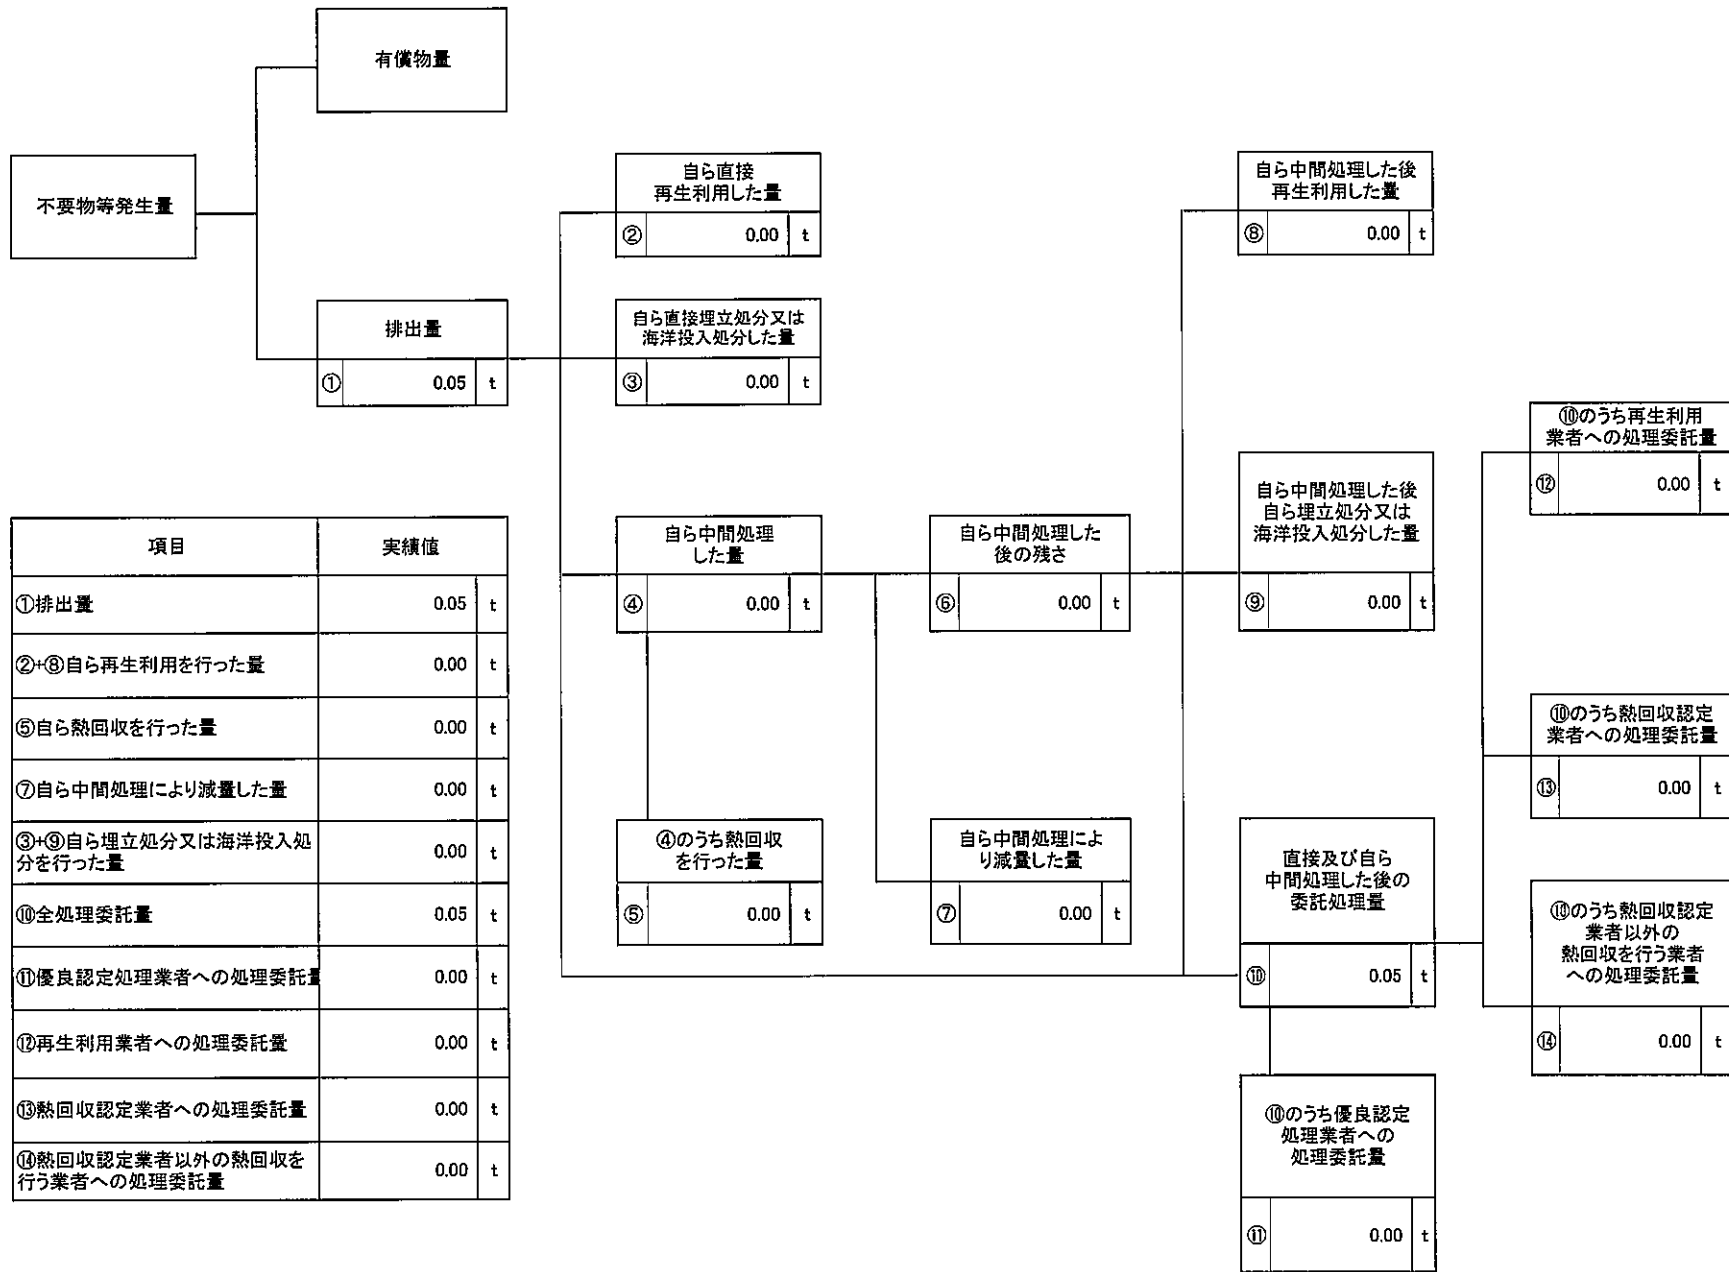 有償物量
不要物等発生量
排出量
① 0.05 t
自ら直接
再生利用した量
② 0.00 t
自ら直接埋立処分又は
海洋投入処分した量
③ 0.00 t
自ら中間処理
した量
④ 0.00 t
④のうち熱回収
を行った量
⑤ 0.00 t
自ら中間処理した
後の残さ
⑥ 0.00 t
自ら中間処理によ
り減量した量
⑦ 0.00 t
自ら中間処理した後
再生利用した量
⑧ 0.00 t
自ら中間処理した後
自ら埋立処分又は
海洋投入処分した量
⑨ 0.00 t
直接及び自ら
中間処理した後の
委託処理量
⑩ 0.05 t
⑩のうち優良認定
処理業者への
処理委託量
⑪ 0.00 t
⑩のうち再生利用
業者への処理委託量
⑫ 0.00 t
⑩のうち熱回収認定
業者への処理委託量
⑬ 0.00 t
⑩のうち熱回収認定
業者以外の
熱回収を行う業者
への処理委託量
⑭ 0.00 t
項目 実績値
①排出量 0.05 t
②+⑧自ら再生利用を行った量 0.00 t
⑤自ら熱回収を行った量 0.00 t
⑦自ら中間処理により減量した量 0.00 t
③+⑨自ら埋立処分又は海洋投入処
分を行った量 0.00 t
⑩全処理委託量 0.05 t
⑪優良認定処理業者への処理委託量 0.00 t
⑫再生利用業者への処理委託量 0.00 t
⑬熱回収認定業者への処理委託量 0.00 t
⑭熱回収認定業者以外の熱回収を
行う業者への処理委託量 0.00 t